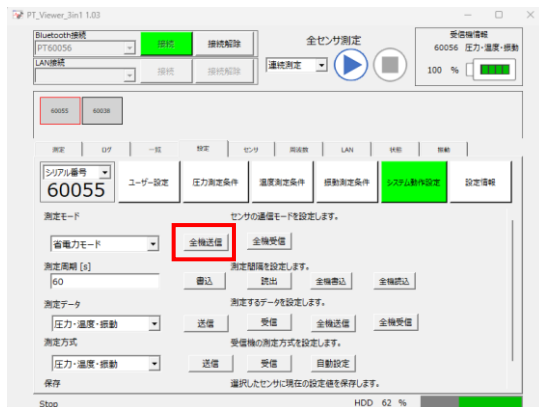 PT_Viewer_3in1 1.03
Bluetooth接続
PT60056
接続
接続解除
LAN接続
接続
接続解除
全センサ測定
連続測定
受信機情報
60056 圧力・温度・振動
100 %
60055
60038
測定
ログ
一覧
設定
センサ
周波数
LAN
状態
振動
シリアル番号
60055
ユーザー設定
圧力測定条件
温度測定条件
振動測定条件
システム動作設定
設定情報
測定モード
センサの通信モードを設定します。
省電力モード
全機送信
全機受信
測定周期 [s]
測定間隔を設定します。
60
書込
読出
全機書込
全機読込
測定データ
測定するデータを設定します。
圧力・温度・振動
送信
受信
全機送信
全機受信
測定方式
受信機の測定方式を設定します。
圧力・温度・振動
送信
受信
自動設定
保存
選択したセンサに現在の設定値を保存します。
Stop
HDD 62 %